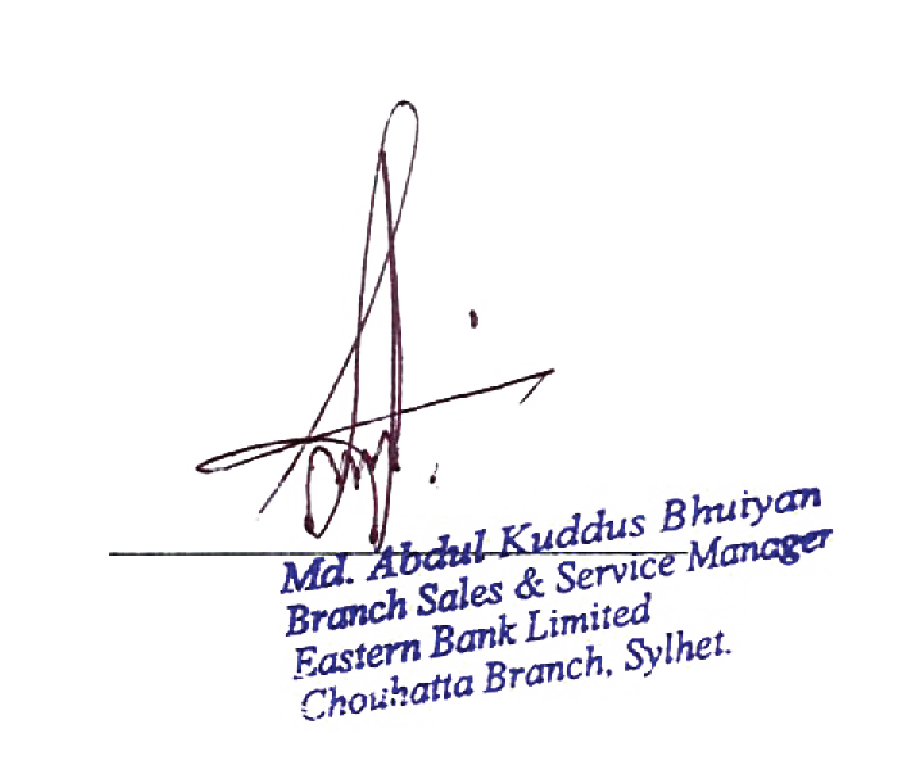 Md. Abdul Kuddus Bhuiyan
Branch Sales & Service Manager
Eastern Bank Limited
Chouhatta Branch, Sylhet.